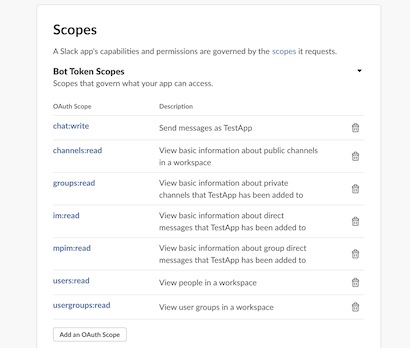 Scopes
A Slack app's capabilities and permissions are governed by the scopes it requests.
Bot Token Scopes
Scopes that govern what your app can access.
OAuth Scope Description
chat:write Send messages as TestApp
channels:read View basic information about public channels
in a workspace
groups:read View basic information about private
channels that TestApp has been added to
im:read View basic information about direct
messages that TestApp has been added to
mpim:read View basic information about group direct
messages that TestApp has been added to
users:read View people in a workspace
usergroups:read View user groups in a workspace
Add an OAuth Scope